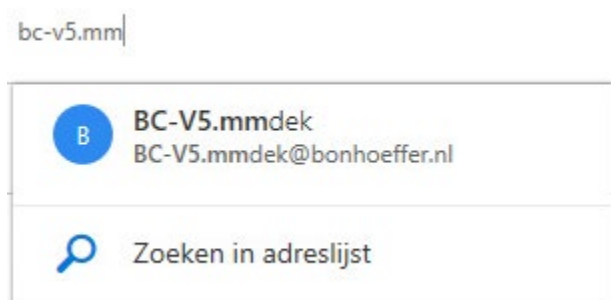 bc-v5.mm
B
BC-V5.mmdek
BC-V5.mmdek@bonhoeffer.nl
Zoeken in adreslijst